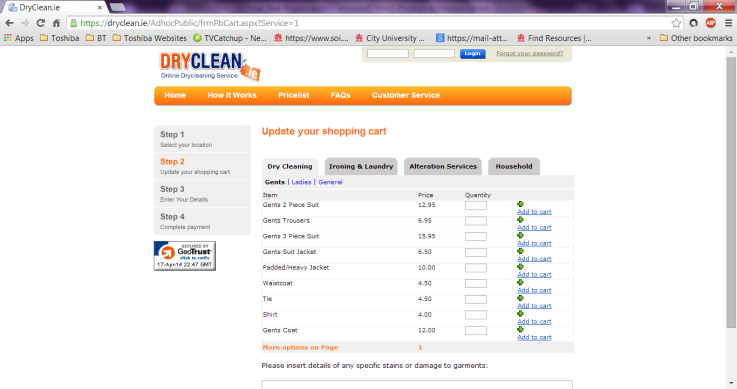 DryClean.ie
https://dryclean.ie/AdhocPublic/frmPbCart.aspx?Service=1
Apps Toshiba BT Toshiba Websites TVCatchup - Ne... https://www.soi.... City University ... https://mail-att... Find Resources |... » Other bookmarks
DRYCLEAN.ie
Online Drycleaning Service
Login Forgot your password?
Home How It Works Pricelist FAQs Customer Service
Step 1
Select your location
Step 2
Update your shopping cart
Step 3
Enter Your Details
Step 4
Complete payment
SECURED BY
GeoTrust
click to verify
17-Apr-14 22:47 GMT
Update your shopping cart
Dry Cleaning Ironing & Laundry Alteration Services Household
Gents | Ladies | General
Item Price Quantity
Gents 2 Piece Suit 12.95 Add to cart
Gents Trousers 6.95 Add to cart
Gents 3 Piece Suit 15.95 Add to cart
Gents Suit Jacket 6.50 Add to cart
Padded/Heavy Jacket 10.00 Add to cart
Waistcoat 4.50 Add to cart
Tie 4.50 Add to cart
Shirt 4.00 Add to cart
Gents Coat 12.00 Add to cart
More options on Page 1
Please insert details of any specific stains or damage to garments: